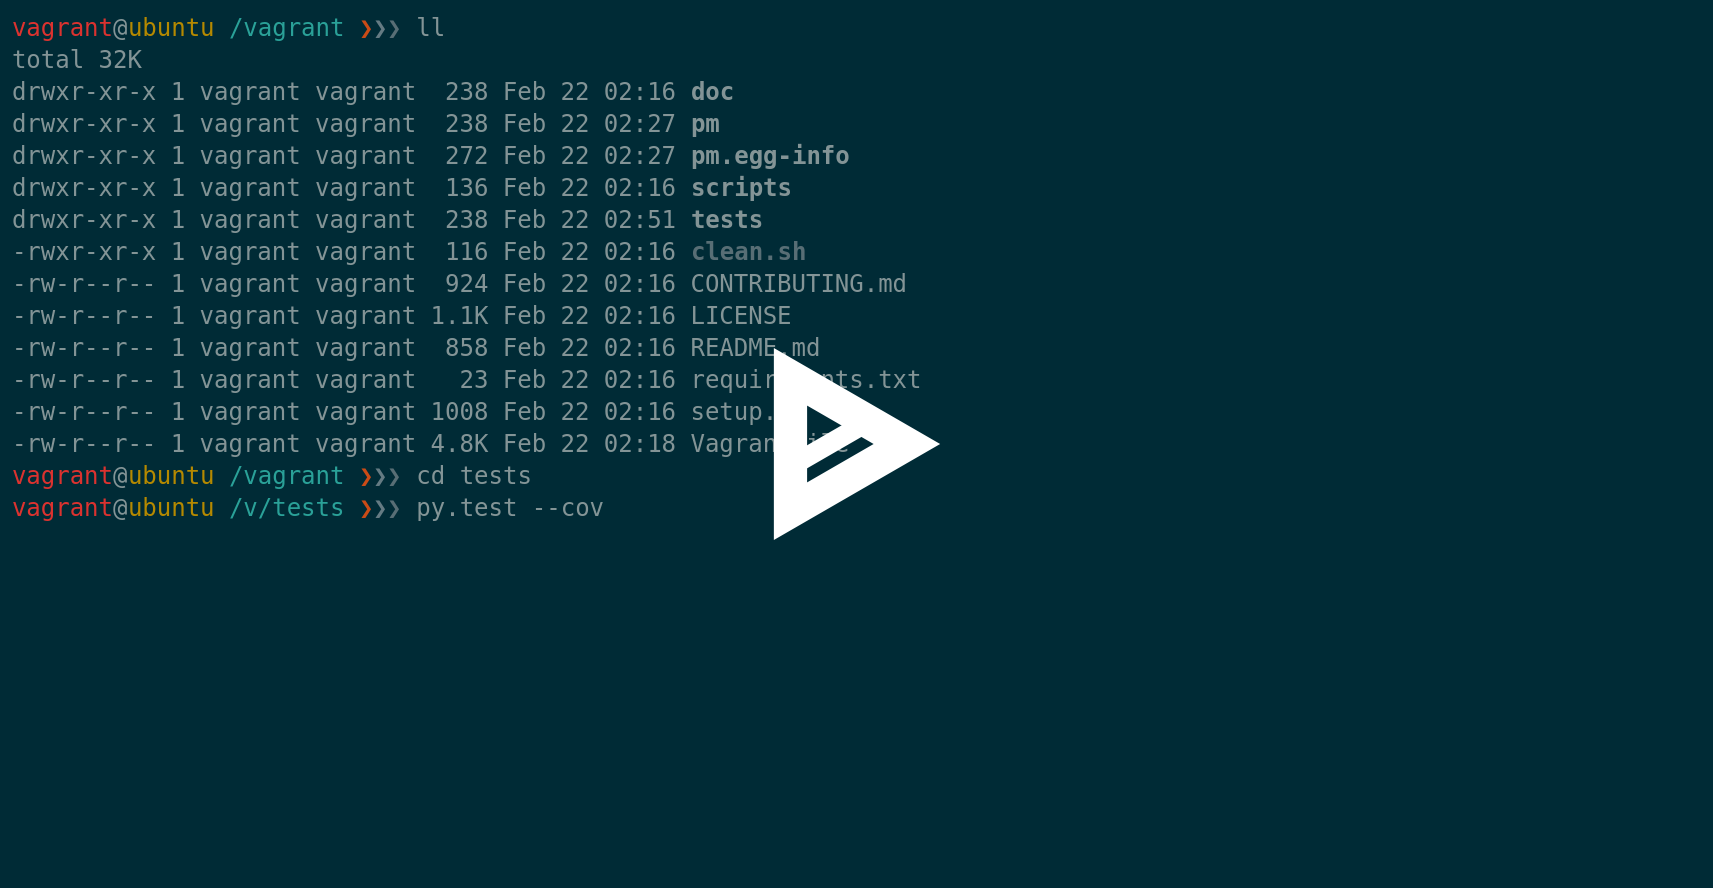 vagrant@ubuntu /vagrant ❯❯❯ ll
total 32K
drwxr-xr-x 1 vagrant vagrant  238 Feb 22 02:16 doc
drwxr-xr-x 1 vagrant vagrant  238 Feb 22 02:27 pm
drwxr-xr-x 1 vagrant vagrant  272 Feb 22 02:27 pm.egg-info
drwxr-xr-x 1 vagrant vagrant  136 Feb 22 02:16 scripts
drwxr-xr-x 1 vagrant vagrant  238 Feb 22 02:51 tests
-rwxr-xr-x 1 vagrant vagrant  116 Feb 22 02:16 clean.sh
-rw-r--r-- 1 vagrant vagrant  924 Feb 22 02:16 CONTRIBUTING.md
-rw-r--r-- 1 vagrant vagrant 1.1K Feb 22 02:16 LICENSE
-rw-r--r-- 1 vagrant vagrant  858 Feb 22 02:16 README.md
-rw-r--r-- 1 vagrant vagrant   23 Feb 22 02:16 requirements.txt
-rw-r--r-- 1 vagrant vagrant 1008 Feb 22 02:16
-rw-r--r-- 1 vagrant vagrant 4.8K Feb 22 02:18 Vagrantfile
vagrant@ubuntu /vagrant ❯❯❯ cd tests
vagrant@ubuntu /v/tests ❯❯❯ py.test --cov